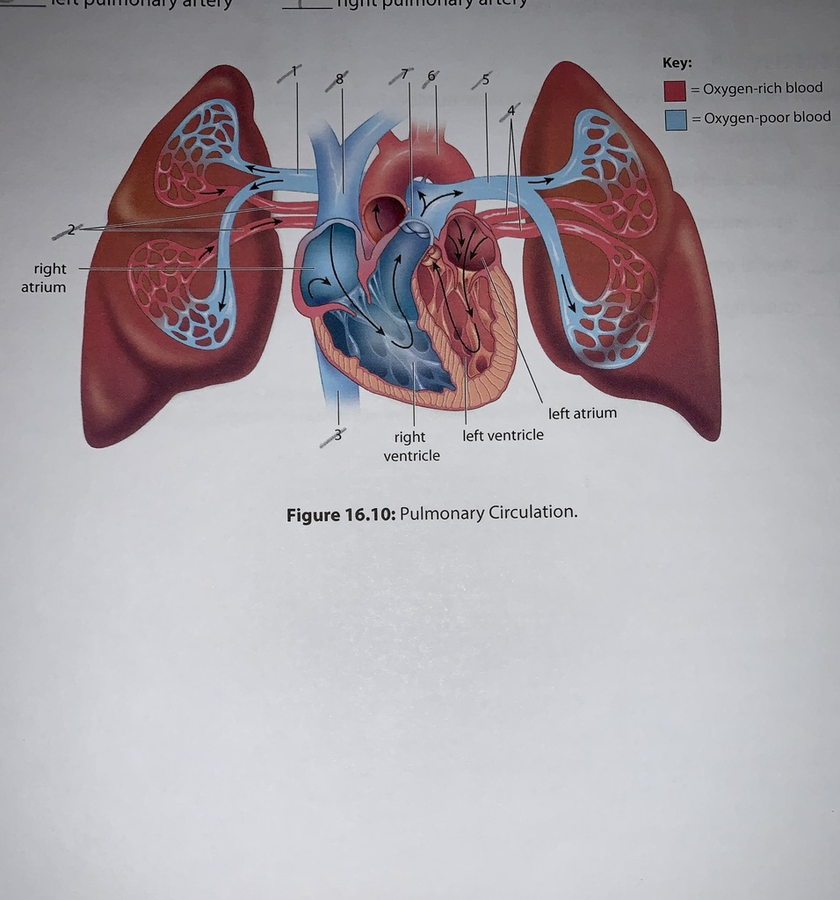 left pulmonary artery
right pulmonary artery
Key:
= Oxygen-rich blood
= Oxygen-poor blood
1
8
7
6
5
4
2
right
atrium
3
right
ventricle
left ventricle
left atrium
Figure 16.10: Pulmonary Circulation.